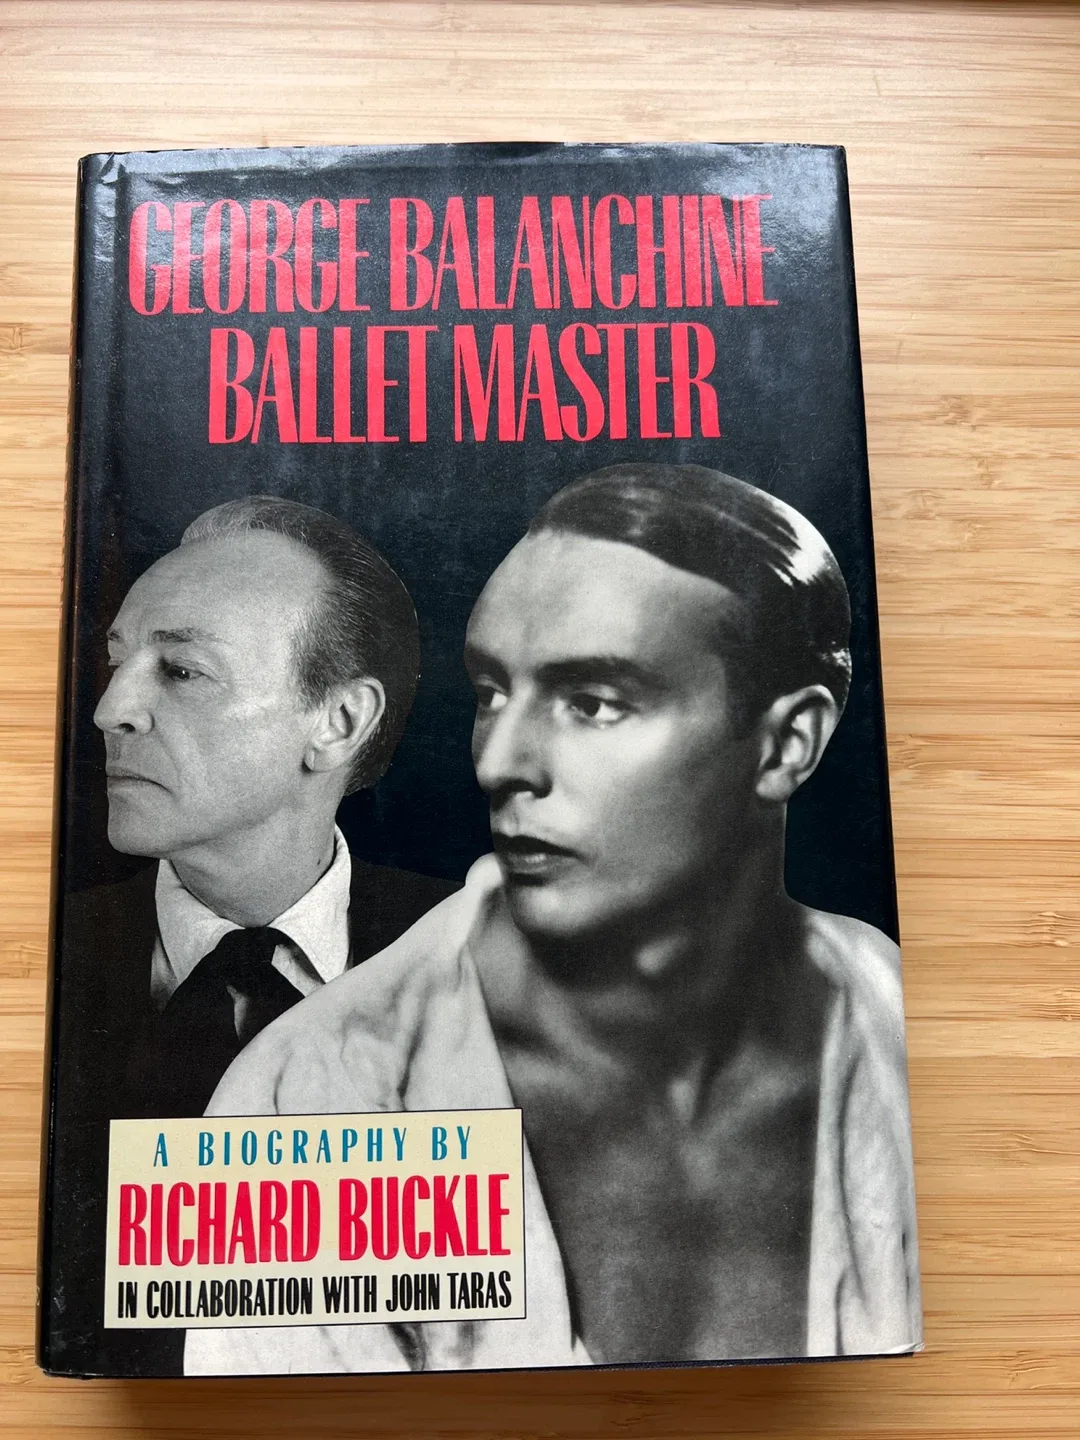 GEORGE BALANCHINE
BALLET MASTER
A BIOGRAPHY BY
RICHARD BUCKLE
IN COLLABORATION WITH JOHN TARAS